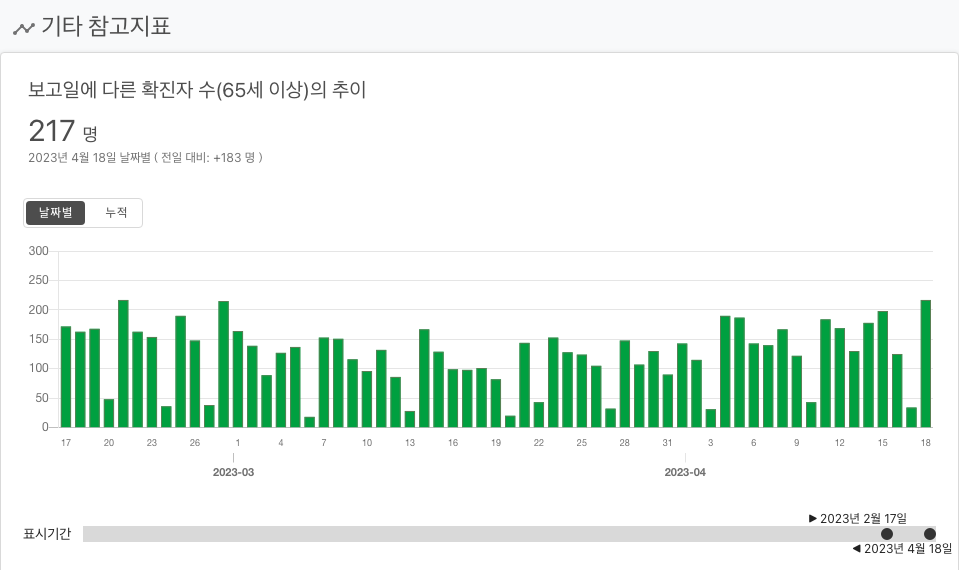 기타 참고지표
보고일에 다른 확진자 수(65세 이상)의 추이
217 명
2023년 4월 18일 날짜별 ( 전일 대비: +183 명 )
날짜별 누적
300
250
200
150
100
50
0
17 20 23 26 1 4 7 10 13 16 19 22 25 28 31 3 6 9 12 15 18
2023-03 2023-04
▶ 2023년 2월 17일
표시기간
◀ 2023년 4월 18일